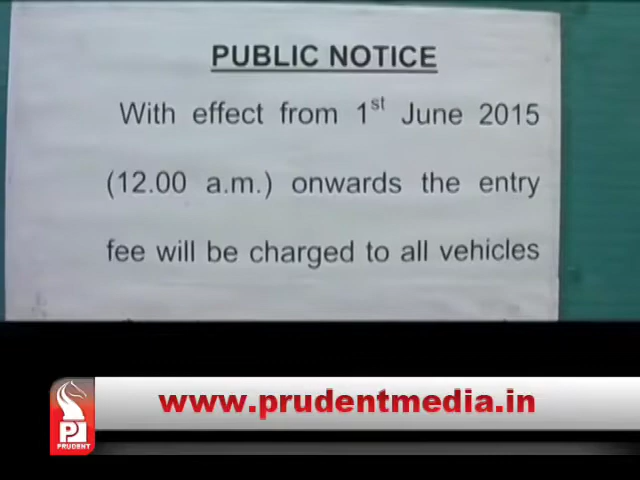 PUBLIC NOTICE
With effect from 1st June 2015
(12.00 a.m.) onwards the entry
fee will be charged to all vehicles
www.prudentmedia.in
P
PRUDENT